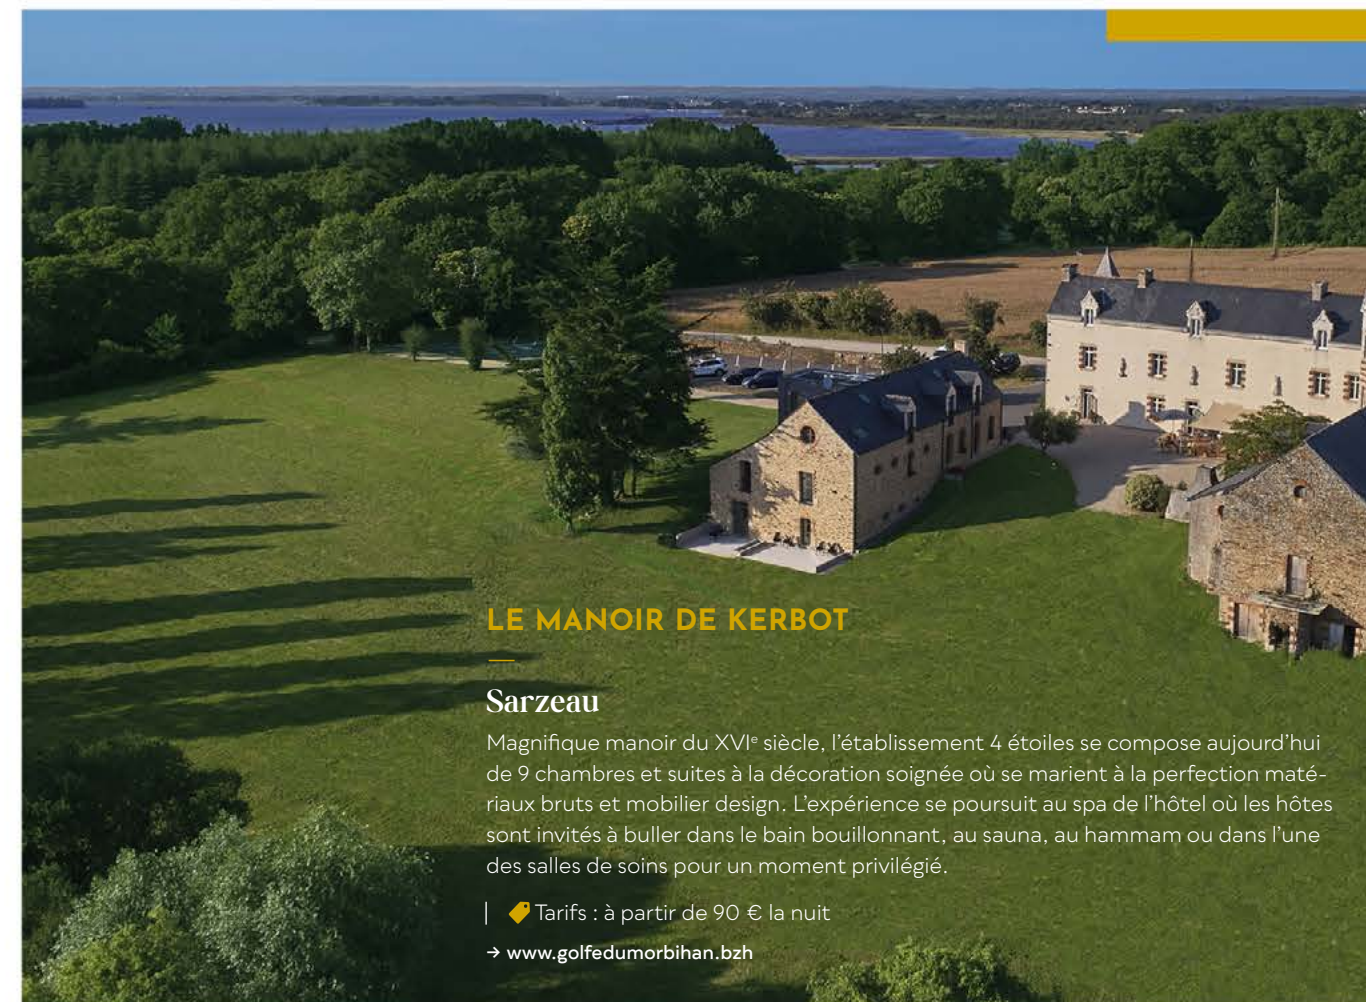 LE MANOIR DE KERBOT
Sarzeau
Magnifique manoir du XVIe siècle, l'établissement 4 étoiles se compose aujourd'hui
de 9 chambres et suites à la décoration soignée où se marient à la perfection maté-
riaux bruts et mobilier design. L'expérience se poursuit au spa de l'hôtel où les hôtes
sont invités à buller dans le bain bouillonnant, au sauna, au hammam ou dans l'une
des salles de soins pour un moment privilégié.
Tarifs : à partir de 90 € la nuit
→ www.golfedumorbihan.bzh